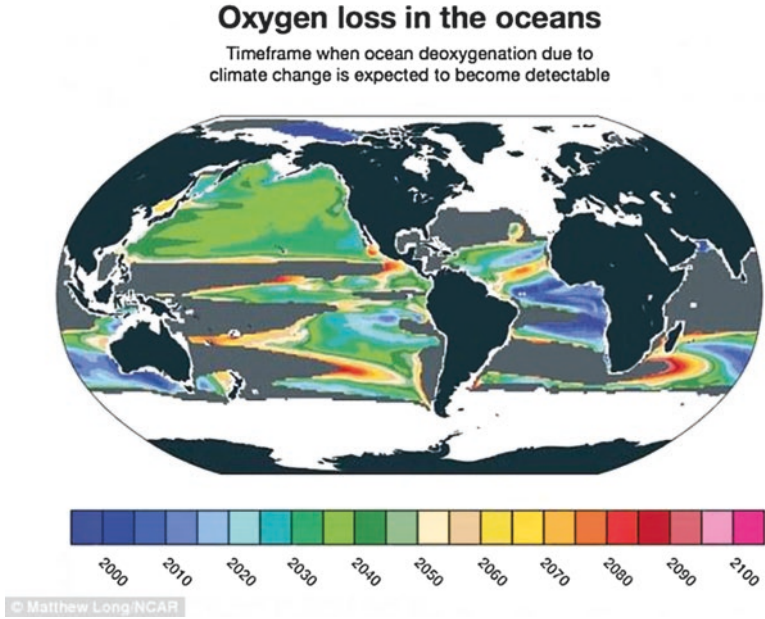 Oxygen loss in the oceans
Timeframe when ocean deoxygenation due to
climate change is expected to become detectable
2000
2010
2020
2030
2040
2050
2060
2070
2080
2090
2100
© Matthew Long/NCAR